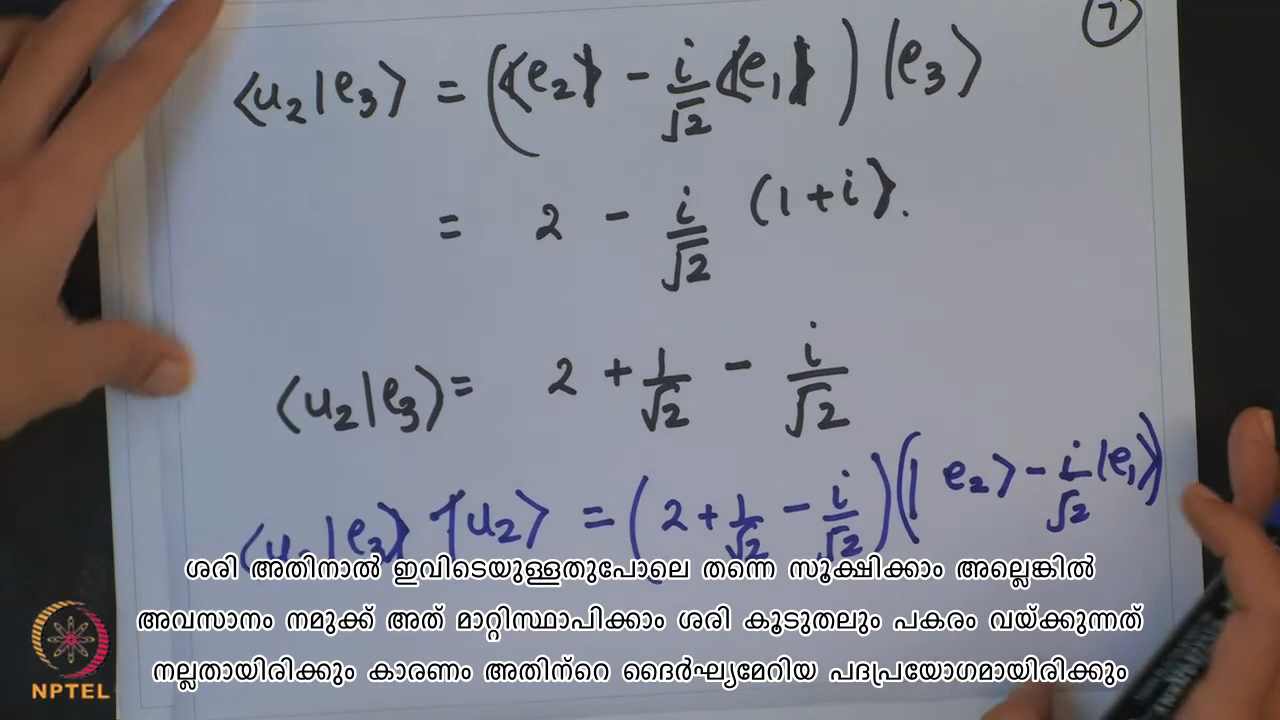 7
⟨u₂|e₃⟩ = (⟨e₂| - i/√2 ⟨e₁|) |e₃⟩
= 2 - i/√2 (1+i).
⟨u₂|e₃⟩ = 2 + 1/√2 - i/√2
⟨u₂|e₃⟩ |u₂⟩ = (2 + 1/√2 - i/√2)(|e₂⟩ - i/√2 |e₁⟩)
ശരി അതിനാൽ ഇവിടെയുള്ളതുപോലെ തന്നെ സൂക്ഷിക്കാം അല്ലെങ്കിൽ
അവസാനം നമുക്ക് അത് മാറ്റിസ്ഥാപിക്കാം ശരി കൂടുതലും പകരം വയ്ക്കുന്നത്
നല്ലതായിരിക്കും കാരണം അതിന്റെ ദൈർഘ്യമേറിയ പദപ്രയോഗമായിരിക്കും
NPTEL